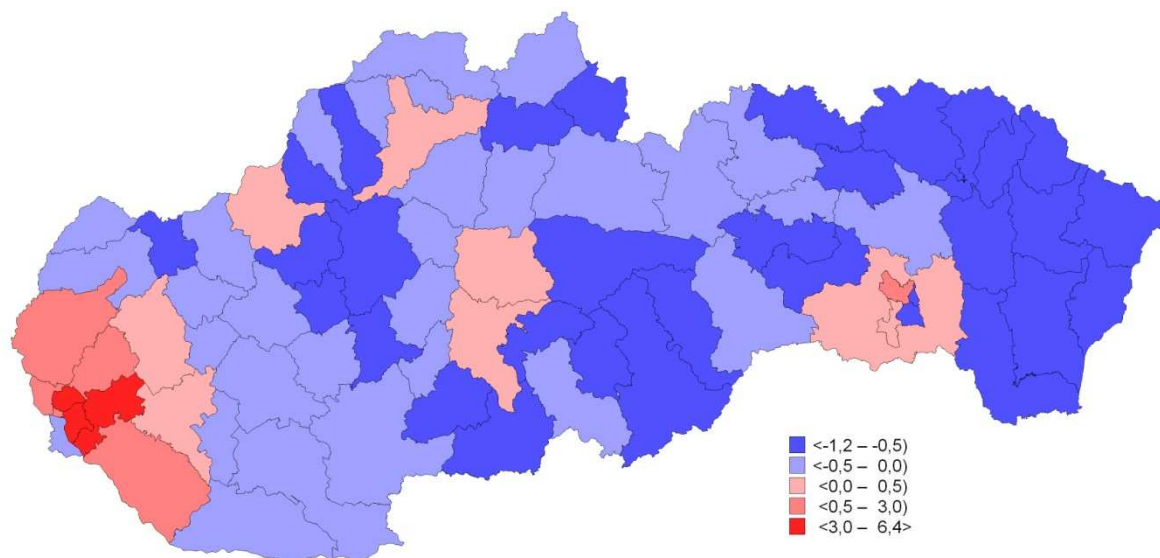 <-1,2 – -0,5)
<-0,5 – 0,0)
<0,0 – 0,5)
<0,5 – 3,0)
<3,0 – 6,4>